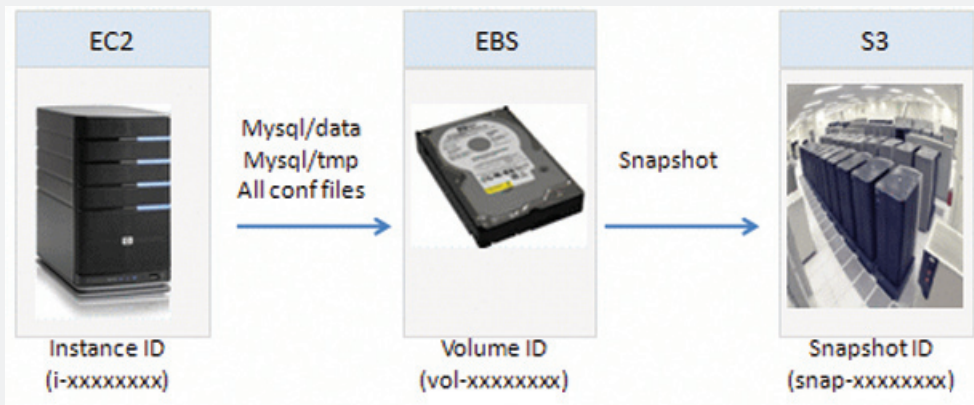 EC2
EBS
S3
Mysql/data
Mysql/tmp
All conf files
Snapshot
Instance ID
(i-xxxxxxxx)
Volume ID
(vol-xxxxxxxx)
Snapshot ID
(snap-xxxxxxxx)